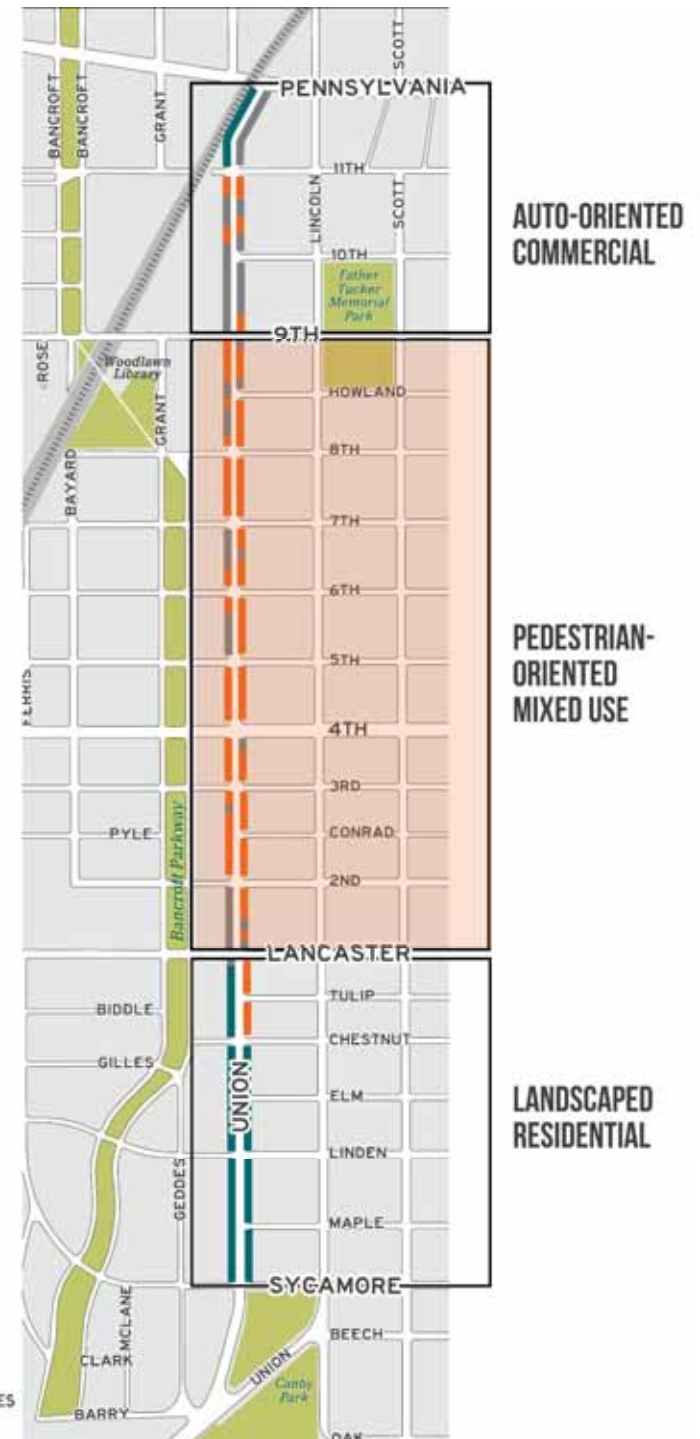 SCOTT
PENNSYLVANIA
BANCROFT
BANCROFT
GRANT
11TH
LINCOLN
SCOTT
AUTO-ORIENTED
COMMERCIAL
10TH
Father
Tucker
Memorial
Park
9TH
ROSE
Woodlawn
Library
HOWLAND
GRANT
8TH
BAYARD
7TH
6TH
PEDESTRIAN-
ORIENTED
MIXED USE
5TH
FERRIS
4TH
3RD
PYLE
CONRAD
Bancroft Parkway
2ND
LANCASTER
TULIP
BIDDLE
CHESTNUT
GILLES
UNION
ELM
LANDSCAPED
RESIDENTIAL
LINDEN
GEDDES
MAPLE
SYCAMORE
MCLANE
BEECH
CLARK
UNION
Canby
Park
ES
BARRY
OAK